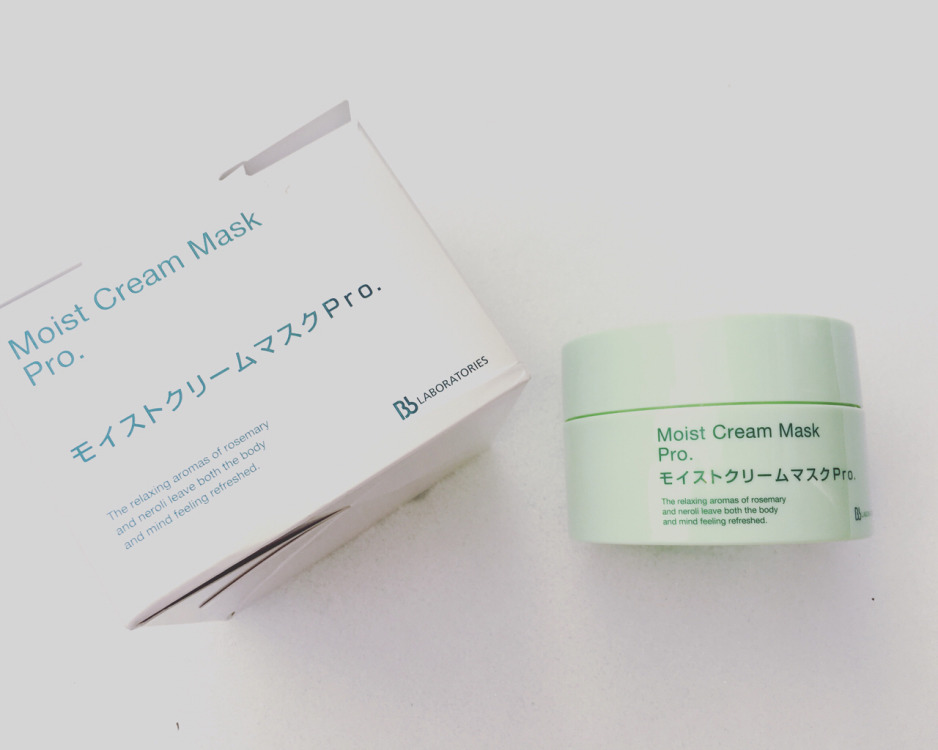 Moist Cream Mask
Pro.
モイストクリームマスクPro.
The relaxing aromas of rosemary
and neroli leave both the body
and mind feeling refreshed.
Bb LABORATORIES
Moist Cream Mask
Pro.
モイストクリームマスクPro.
The relaxing aromas of rosemary
and neroli leave both the body
and mind feeling refreshed.
Bb